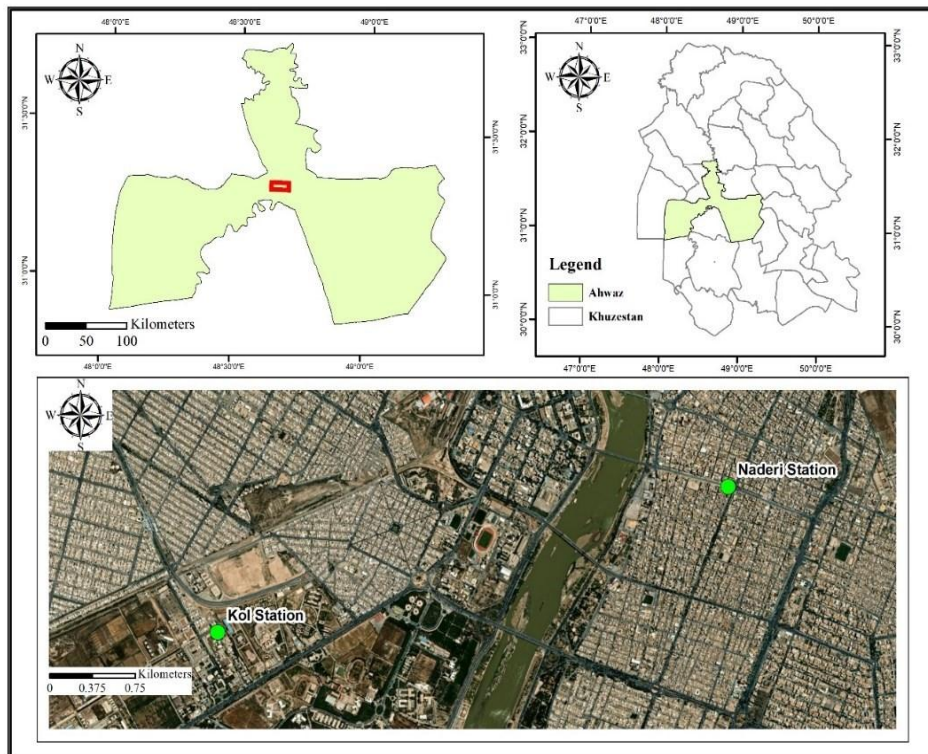 48°0'0"E 48°30'0"E 49°0'0"E
N
W E
S
31°30'0"N
31°30'0"N
31°0'0"N
31°0'0"N
Kilometers
0 50 100
48°0'0"E 48°30'0"E 49°0'0"E
47°0'0"E 48°0'0"E 49°0'0"E 50°0'0"E
N
W E
S
33°0'0"N
33°0'0"N
32°0'0"N
32°0'0"N
31°0'0"N
31°0'0"N
30°0'0"N
30°0'0"N
Legend
Ahwaz
Khuzestan
47°0'0"E 48°0'0"E 49°0'0"E 50°0'0"E
N
W E
S
Naderi Station
Kol Station
Kilometers
0 0.375 0.75